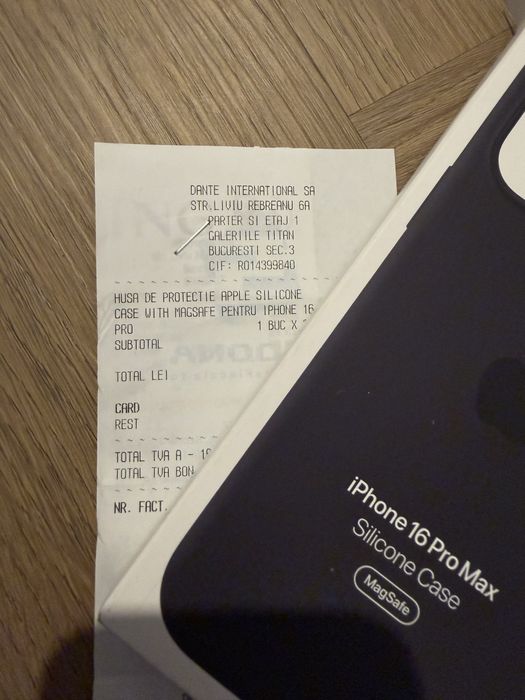 DANTE INTERNATIONAL SA
STR.LIVIU REBREANU 6A
PARTER SI ETAJ 1
GALERIILE TITAN
BUCURESTI SEC.3
CIF: RO14399840
HUSA DE PROTECTIE APPLE SILICONE
CASE WITH MAGSAFE PENTRU IPHONE 16
PRO 1 BUC X
SUBTOTAL
TOTAL LEI
CARD
REST
TOTAL TVA A - 19
TOTAL TVA BON
NR. FACT.
iPhone 16 Pro Max
Silicone Case
MagSafe